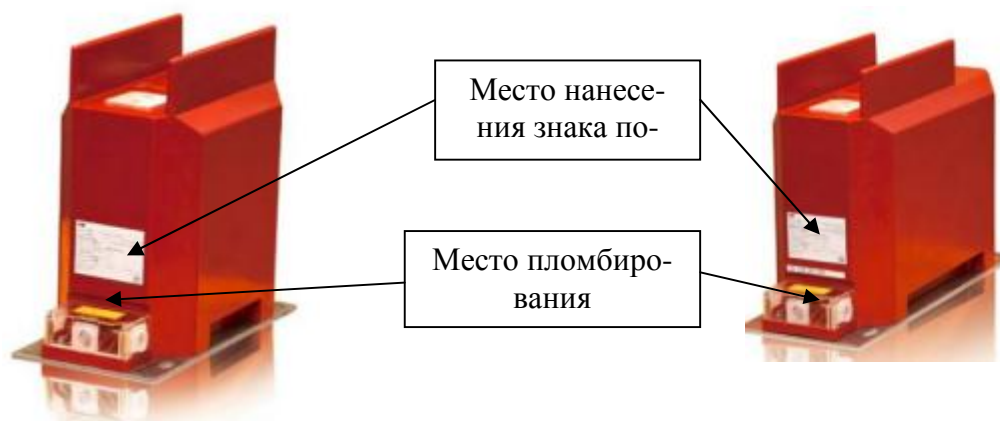 Место нанесе-
ния знака по-
Место пломбиро-
вания